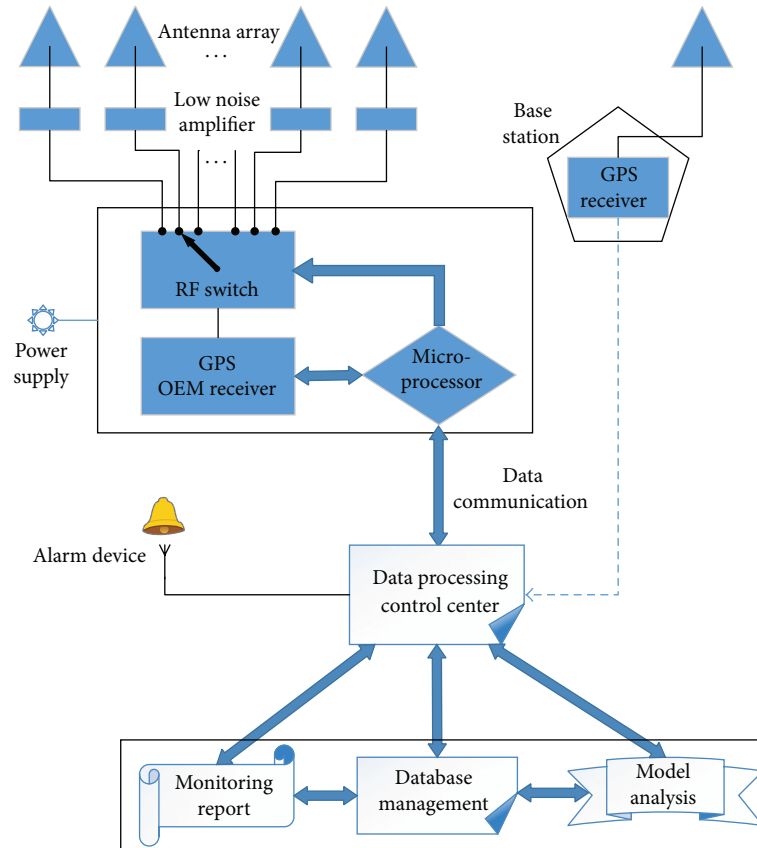 Antenna array
...
Low noise
amplifier
...
Base
station
GPS
receiver
RF switch
Power
supply
GPS
OEM receiver
Micro-
processor
Data
communication
Alarm device
Data processing
control center
Monitoring
report
Database
management
Model
analysis